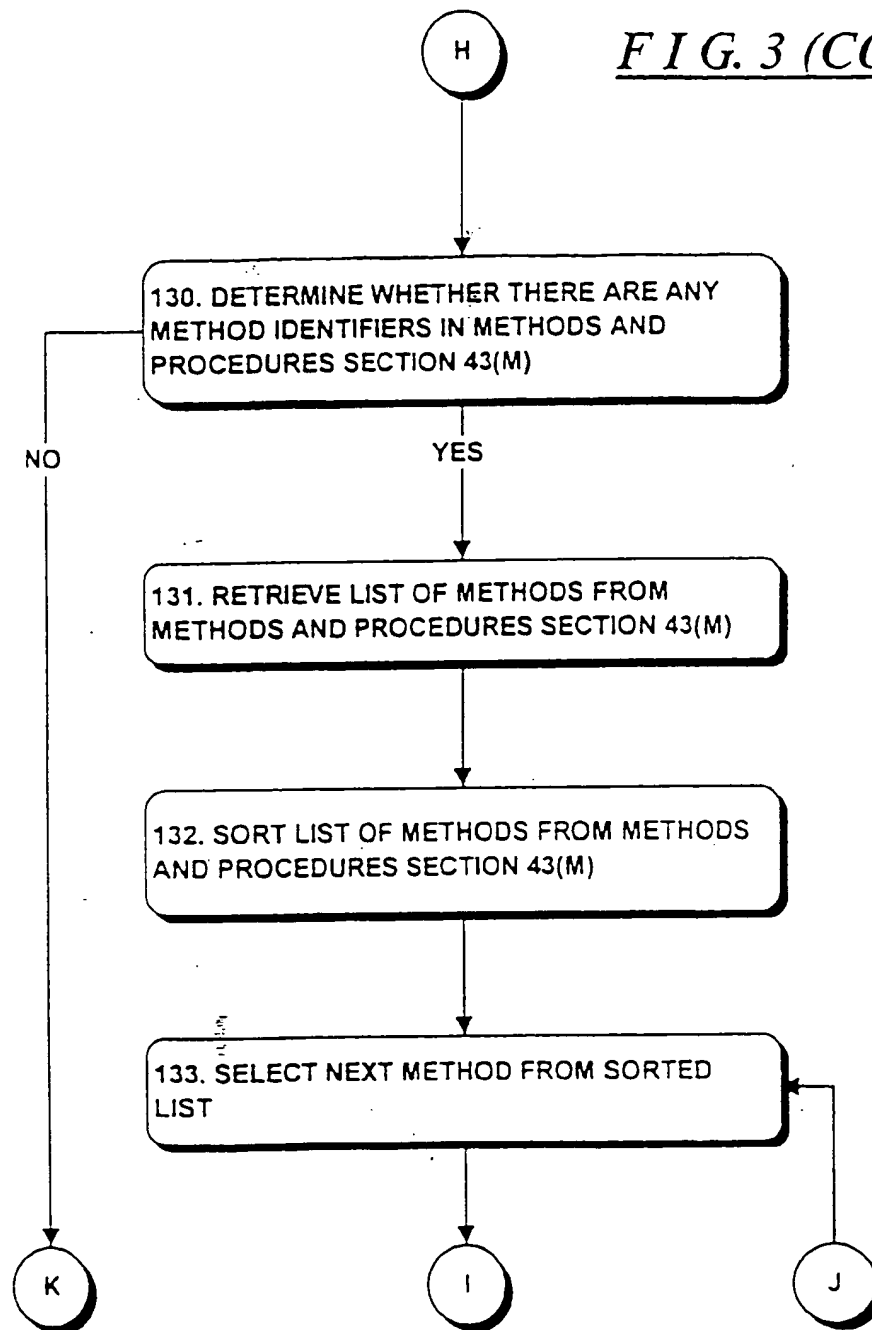 H
F I G. 3 (CO
130. DETERMINE WHETHER THERE ARE ANY
METHOD IDENTIFIERS IN METHODS AND
PROCEDURES SECTION 43(M)
NO
YES
131. RETRIEVE LIST OF METHODS FROM
METHODS AND PROCEDURES SECTION 43(M)
132. SORT LIST OF METHODS FROM METHODS
AND PROCEDURES SECTION 43(M)
133. SELECT NEXT METHOD FROM SORTED
LIST
K
I
J